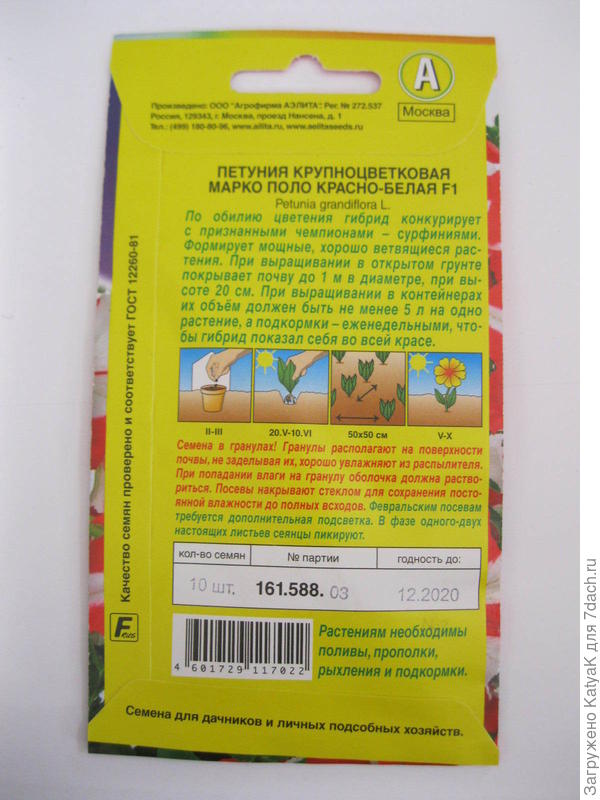 Произведено: ООО "Агрофирма АЭЛИТА". Рег. № 272.537
Россия, 129343, г. Москва, проезд Нансена, д. 1
Тел.: (499) 180-80-96, www.ailita.ru, www.aelitaseeds.ru
А
Москва
ПЕТУНИЯ КРУПНОЦВЕТКОВАЯ
МАРКО ПОЛО КРАСНО-БЕЛАЯ F1
Petunia grandiflora L.
По обилию цветения гибрид конкурирует
с признанными чемпионами – сурфиниями.
Формирует мощные, хорошо ветвящиеся рас-
тения. При выращивании в открытом грунте
покрывает почву до 1 м в диаметре, при вы-
соте 20 см. При выращивании в контейнерах
их объём должен быть не менее 5 л на одно
растение, а подкормки – еженедельными, что-
бы гибрид показал себя во всей красе.
II-III
20.V-10.VI
50х50 см
V-X
Семена в гранулах! Гранулы располагают на поверхности
почвы, не заделывая их, хорошо увлажняют из распылителя.
При попадании влаги на гранулу оболочка должна раство-
риться. Посевы накрывают стеклом для сохранения посто-
янной влажности до полных всходов. Февральским посевам
требуется дополнительная подсветка. В фазе одного-двух
настоящих листьев сеянцы пикируют.
кол-во семян
№ партии
годность до:
10 шт.
161.588. 03
12.2020
4 601729 117022
Растениям необходимы
поливы, прополки,
рыхления и подкормки.
Семена для дачников и личных подсобных хозяйств.
Качество семян проверено и соответствует ГОСТ 12260-81
F RUS
Загружено KatyaK для 7dach.ru